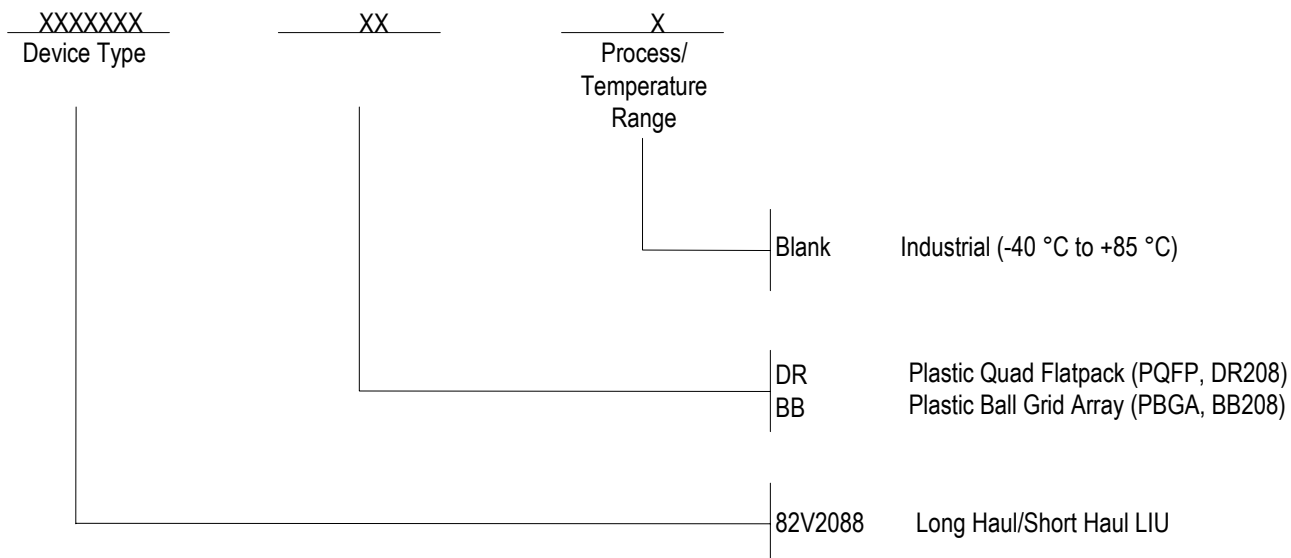 XXXXXXX XX X
Device Type Process/
Temperature
Range
Blank Industrial (-40 °C to +85 °C)
DR Plastic Quad Flatpack (PQFP, DR208)
BB Plastic Ball Grid Array (PBGA, BB208)
82V2088 Long Haul/Short Haul LIU